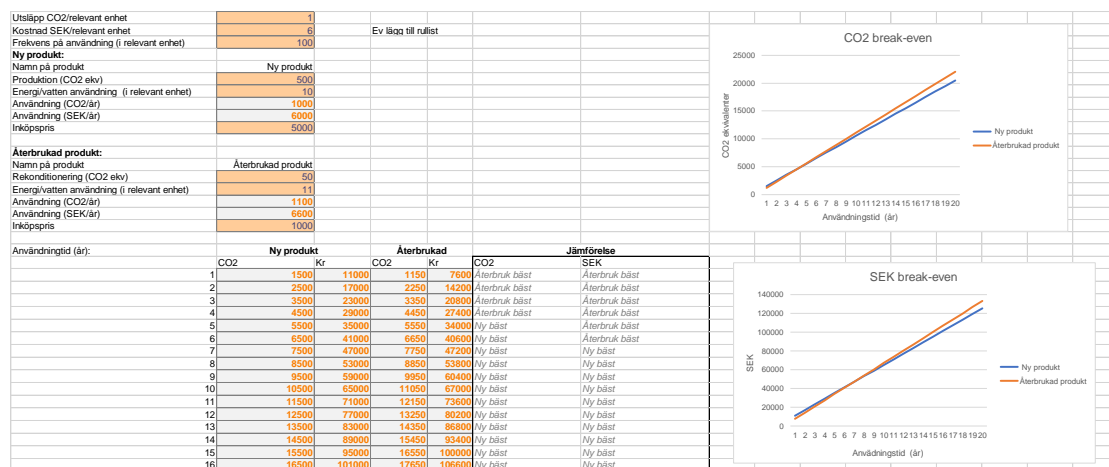 Utsläpp CO2/relevant enhet 1
Kostnad SEK/relevant enhet 6 Ev lägg till rullist
Frekvens på användning (i relevant enhet) 100
Ny produkt:
Namn på produkt Ny produkt
Produktion (CO2 ekv) 500
Energi/vatten användning (i relevant enhet) 10
Användning (CO2/år) 1000
Användning (SEK/år) 6000
Inköpspris 5000
Återbrukad produkt:
Namn på produkt Återbrukad produkt
Rekonditionering (CO2 ekv) 50
Energi/vatten användning (i relevant enhet) 11
Användning (CO2/år) 1100
Användning (SEK/år) 6600
Inköpspris 1000
CO2 break-even
CO2 ekvivalenter
25000
20000
15000
10000
5000
0
1 2 3 4 5 6 7 8 9 10 11 12 13 14 15 16 17 18 19 20
Användningstid (år)
Ny produkt
Återbrukad produkt
Användningtid (år): Ny produkt Återbrukad Jämförelse
CO2 Kr CO2 Kr CO2 SEK
1 1500 11000 1150 7600 Återbruk bäst Återbruk bäst
2 2500 17000 2250 14200 Återbruk bäst Återbruk bäst
3 3500 23000 3350 20800 Återbruk bäst Återbruk bäst
4 4500 29000 4450 27400 Återbruk bäst Återbruk bäst
5 5500 35000 5550 34000 Ny bäst Återbruk bäst
6 6500 41000 6650 40600 Ny bäst Återbruk bäst
7 7500 47000 7750 47200 Ny bäst Ny bäst
8 8500 53000 8850 53800 Ny bäst Ny bäst
9 9500 59000 9950 60400 Ny bäst Ny bäst
10 10500 65000 11050 67000 Ny bäst Ny bäst
11 11500 71000 12150 73600 Ny bäst Ny bäst
12 12500 77000 13250 80200 Ny bäst Ny bäst
13 13500 83000 14350 86800 Ny bäst Ny bäst
14 14500 89000 15450 93400 Ny bäst Ny bäst
15 15500 95000 16550 100000 Ny bäst Ny bäst
16 16500 101000 17650 106600 Ny bäst Ny bäst
SEK break-even
SEK
140000
120000
100000
80000
60000
40000
20000
0
1 2 3 4 5 6 7 8 9 10 11 12 13 14 15 16 17 18 19 20
Användningstid (år)
Ny produkt
Återbrukad produkt